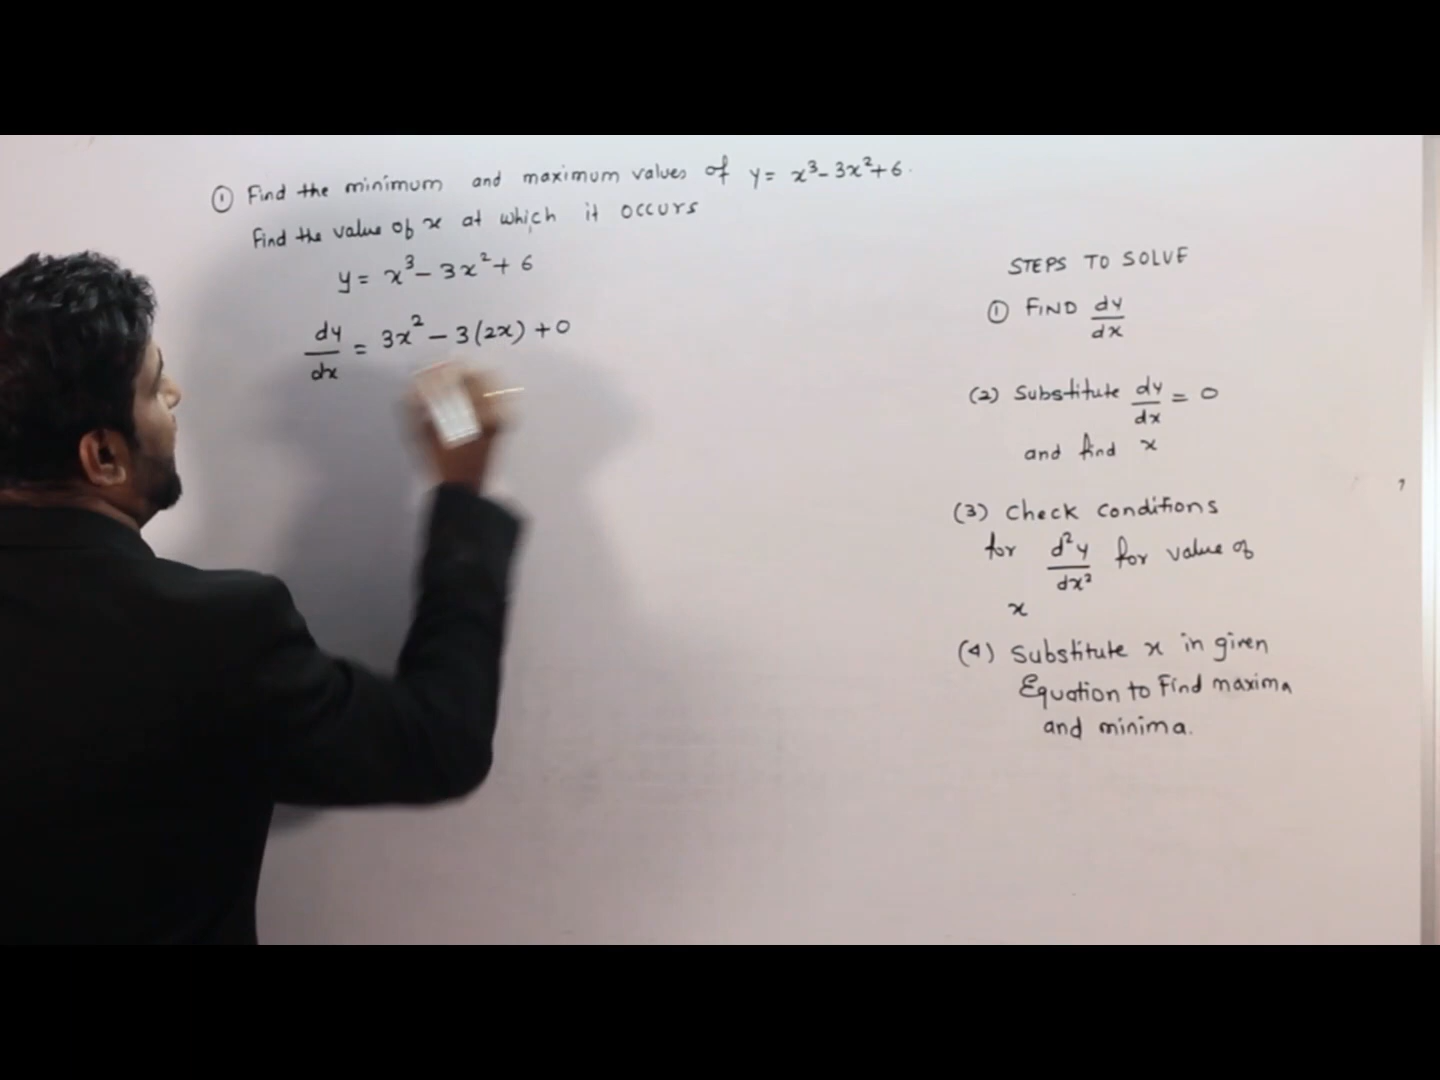 ① Find the minimum and maximum values of y = x³ - 3x² + 6.
Find the value of x at which it occurs
y = x³ - 3x² + 6
dy/dx = 3x² - 3(2x) + 0
STEPS TO SOLVE
① FIND dy/dx
(2) Substitute dy/dx = 0
and find x
(3) Check conditions
for d²y/dx² for value of
x
(4) Substitute x in given
Equation to Find maxima
and minima.